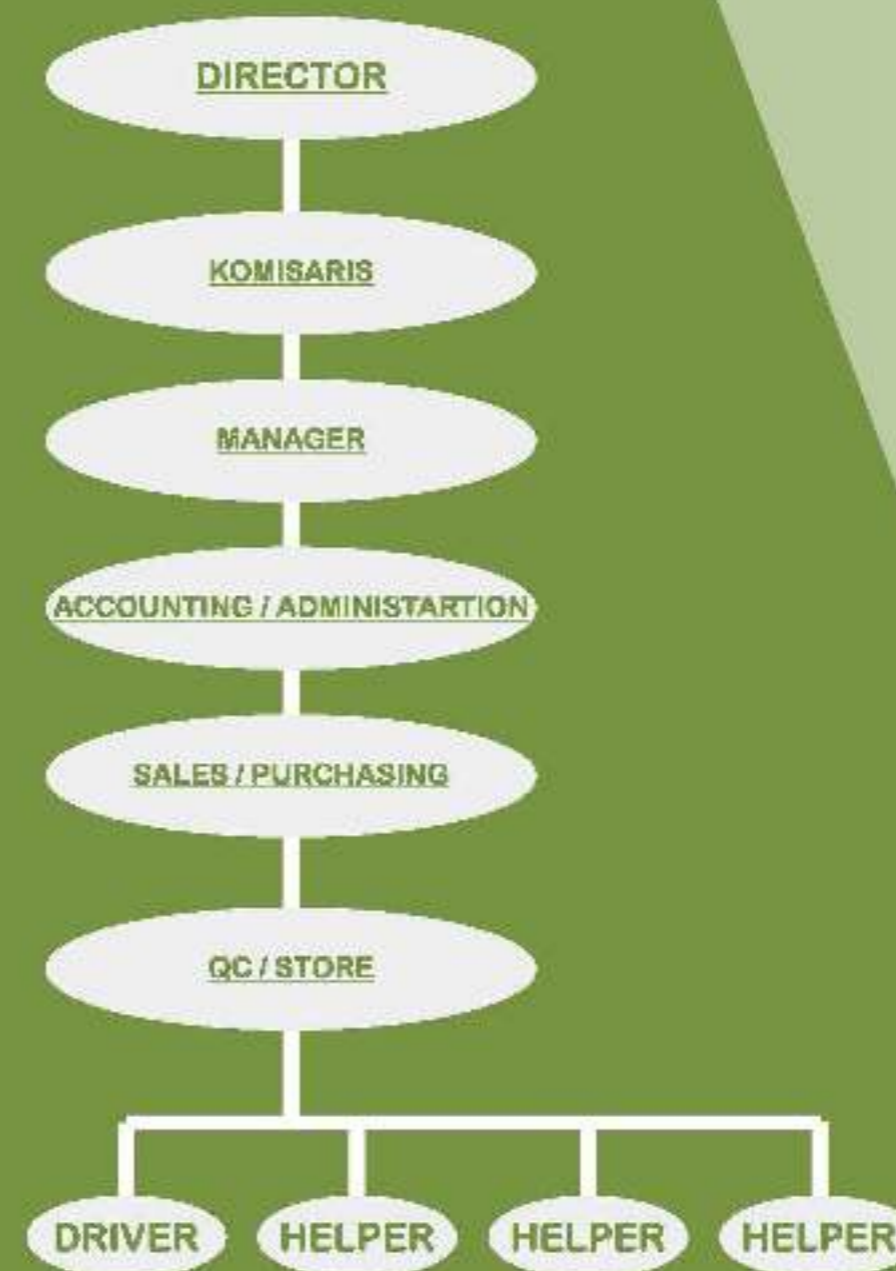 DIRECTOR
KOMISARIS
MANAGER
ACCOUNTING / ADMINISTARTION
SALES / PURCHASING
QC / STORE
DRIVER
HELPER
HELPER
HELPER